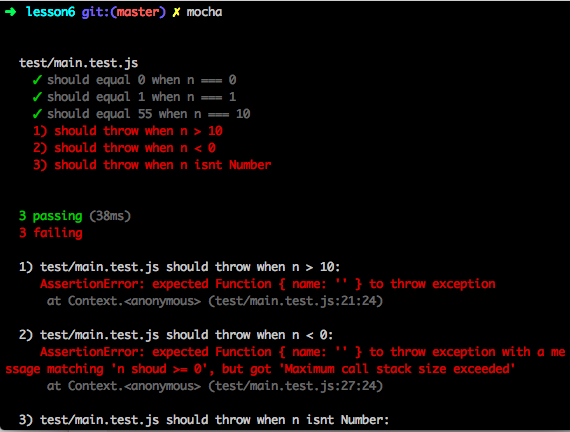 ➜ lesson6 git:(master) ✗ mocha
test/main.test.js
✓ should equal 0 when n === 0
✓ should equal 1 when n === 1
✓ should equal 55 when n === 10
1) should throw when n > 10
2) should throw when n < 0
3) should throw when n isnt Number
3 passing (38ms)
3 failing
1) test/main.test.js should throw when n > 10:
AssertionError: expected Function { name: '' } to throw exception
at Context.<anonymous> (test/main.test.js:21:24)
2) test/main.test.js should throw when n < 0:
AssertionError: expected Function { name: '' } to throw exception with a me
ssage matching 'n shoud >= 0', but got 'Maximum call stack size exceeded'
at Context.<anonymous> (test/main.test.js:27:24)
3) test/main.test.js should throw when n isnt Number: